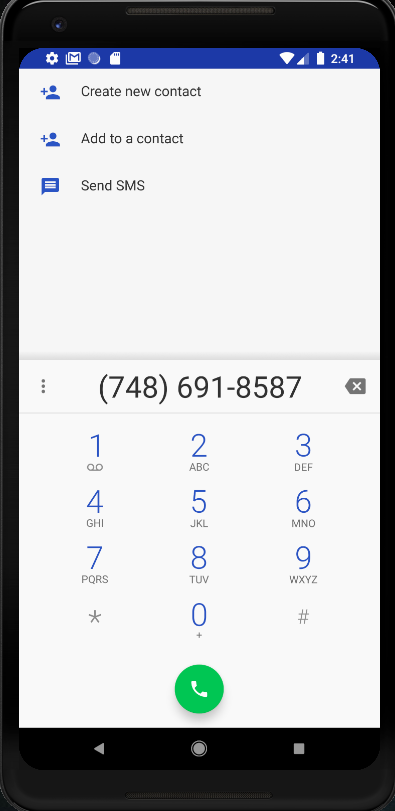 2:41
Create new contact
Add to a contact
Send SMS
(748) 691-8587
1 2 3
ABC DEF
4 5 6
GHI JKL MNO
7 8 9
PQRS TUV WXYZ
* 0 #
+